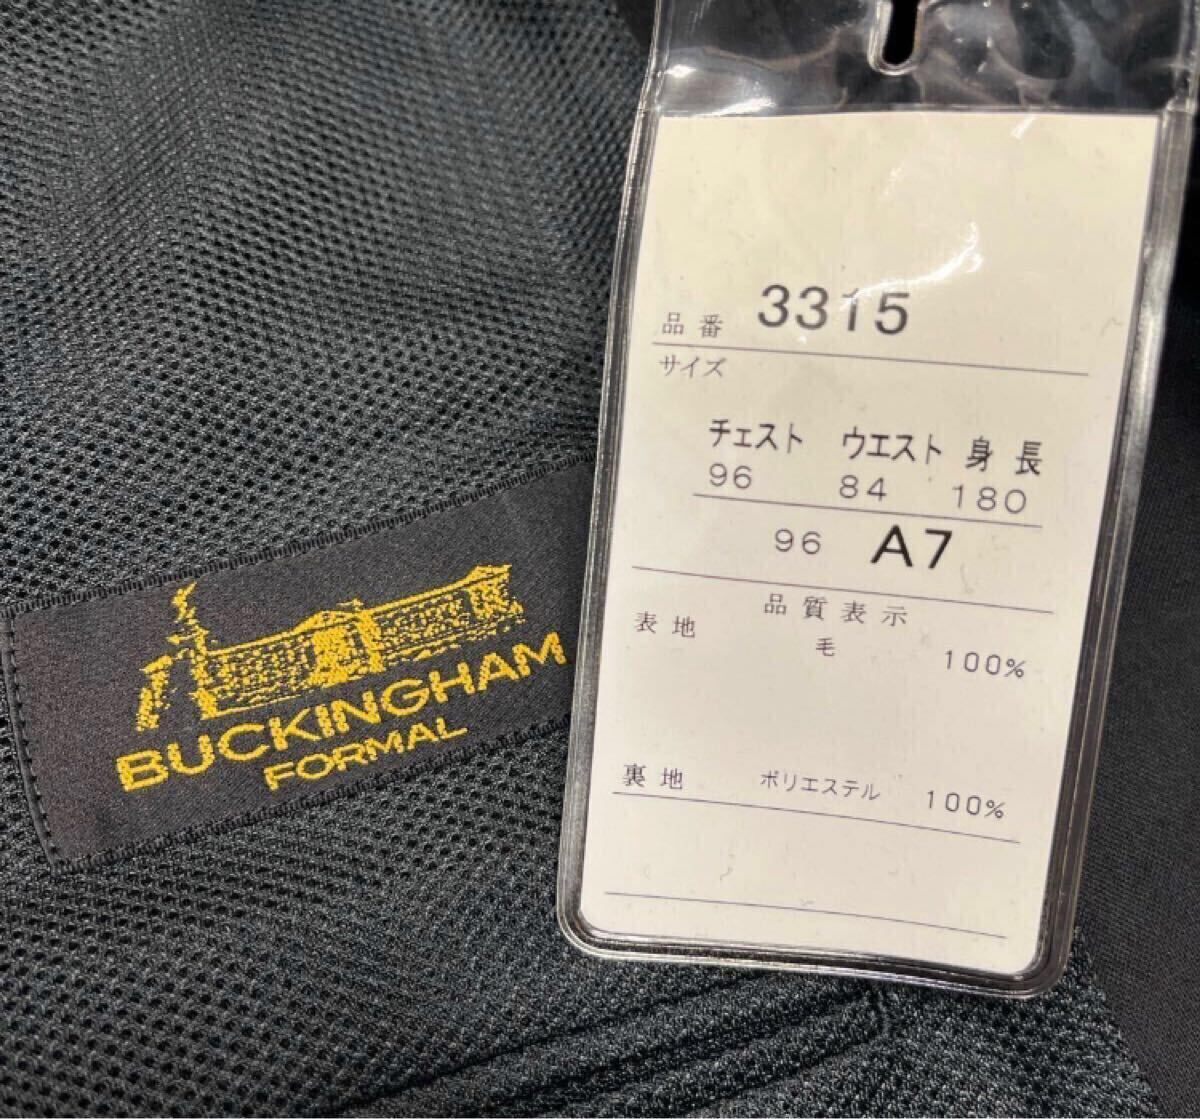 BUCKINGHAM
FORMAL
品番 3315
サイズ
チェスト ウエスト 身長
96 84 180
96 A7
品質表示
表地 毛 100%
裏地 ポリエステル 100%